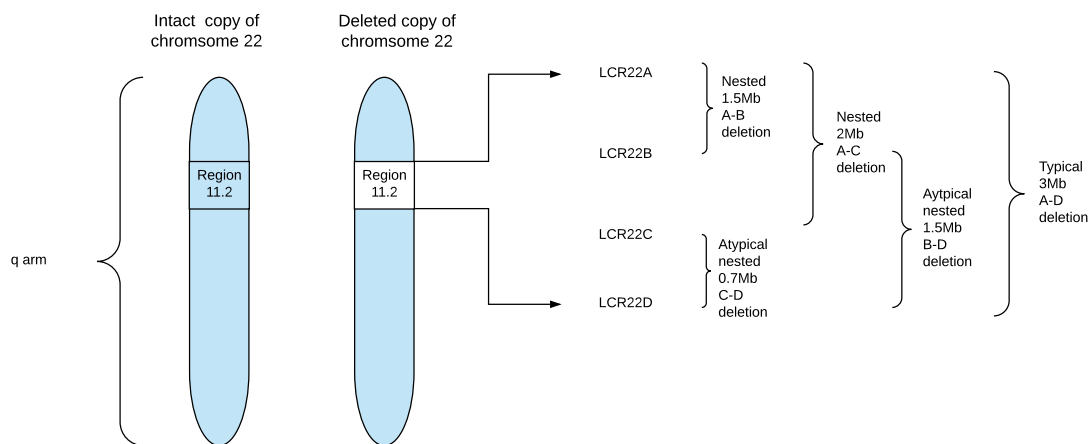 Intact  copy of
chromsome 22
Deleted copy of
chromsome 22
q arm
Region
11.2
Region
11.2
LCR22A
LCR22B
LCR22C
LCR22D
Nested
1.5Mb
A-B
deletion
Atypical
nested
0.7Mb
C-D
deletion
Nested
2Mb
A-C
deletion
Aytpical
nested
1.5Mb
B-D
deletion
Typical
3Mb
A-D
deletion